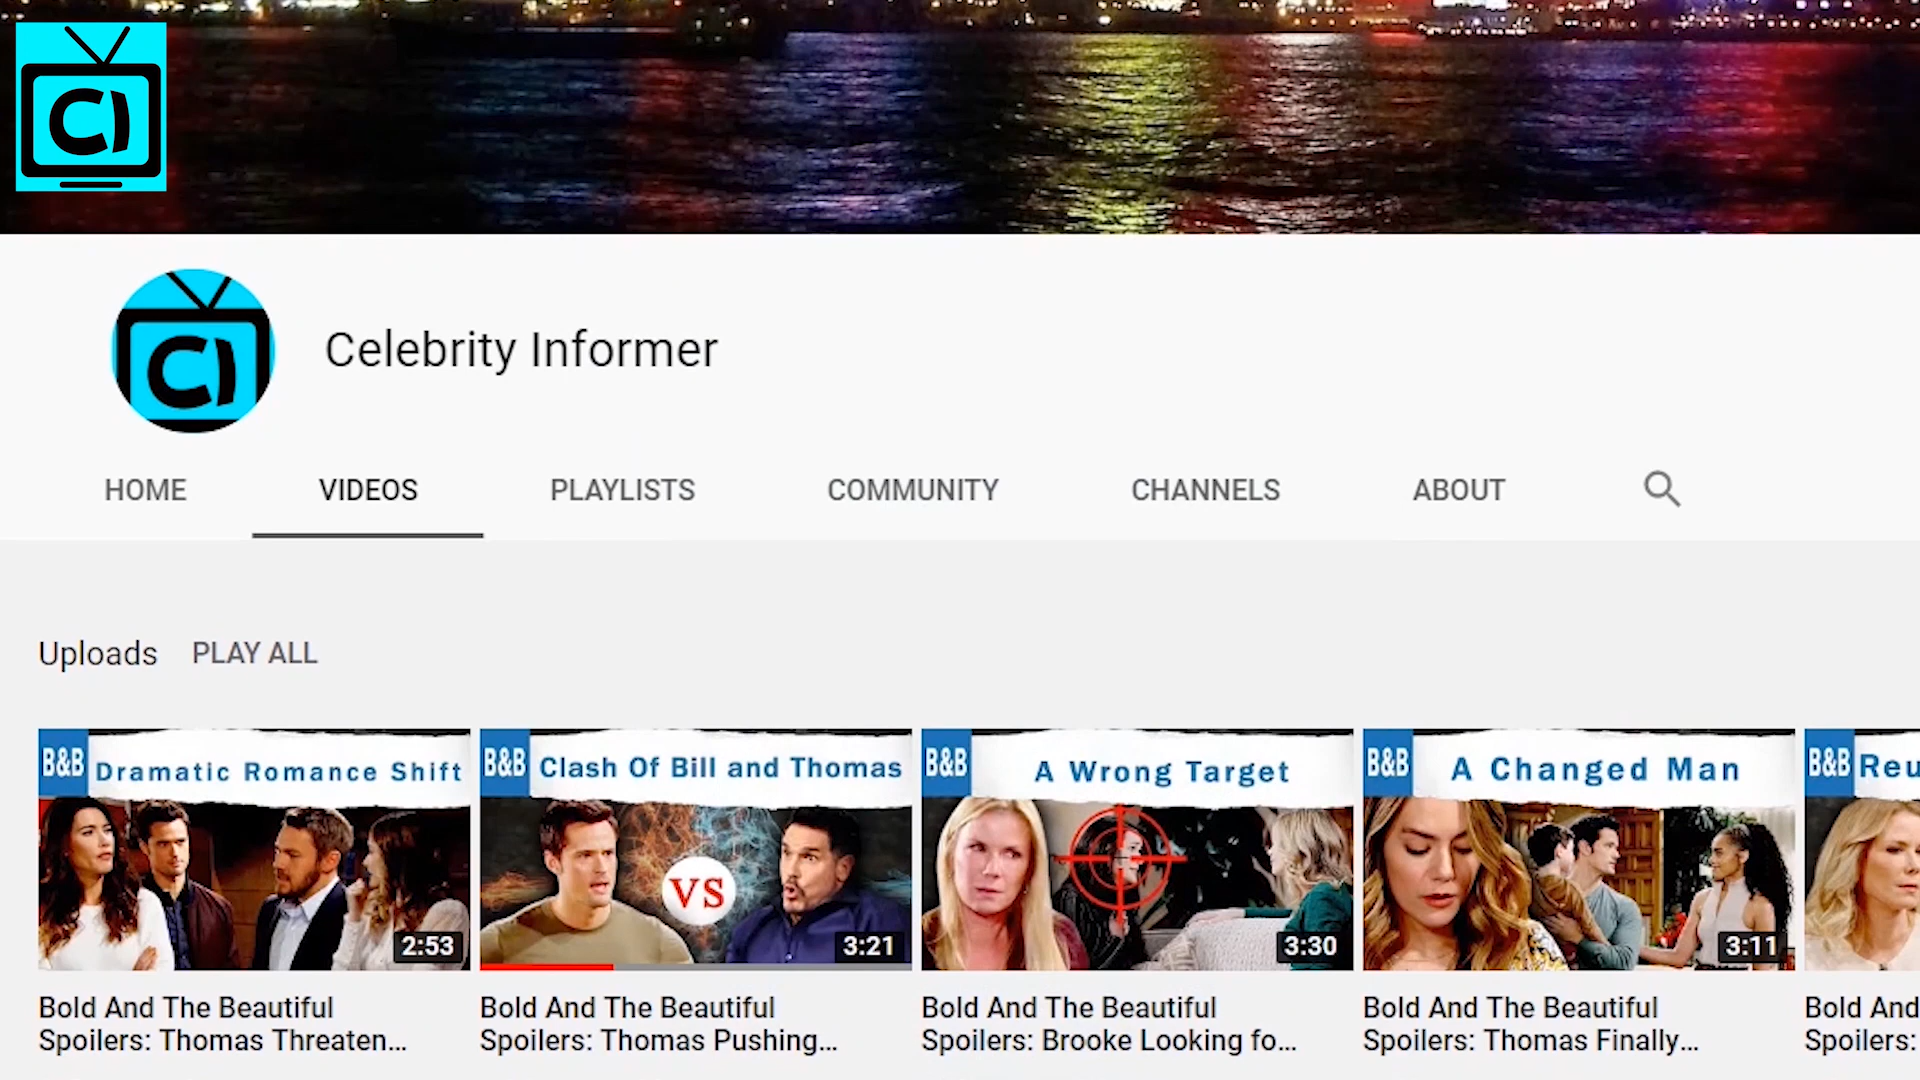 CI
CI
Celebrity Informer
HOME VIDEOS PLAYLISTS COMMUNITY CHANNELS ABOUT
Uploads PLAY ALL
B&B Dramatic Romance Shift
B&B Clash Of Bill and Thomas
B&B A Wrong Target
B&B A Changed Man
B&B Reu
VS
2:53
3:21
3:30
3:11
Bold And The Beautiful
Spoilers: Thomas Threaten...
Bold And The Beautiful
Spoilers: Thomas Pushing...
Bold And The Beautiful
Spoilers: Brooke Looking fo...
Bold And The Beautiful
Spoilers: Thomas Finally...
Bold And
Spoilers: